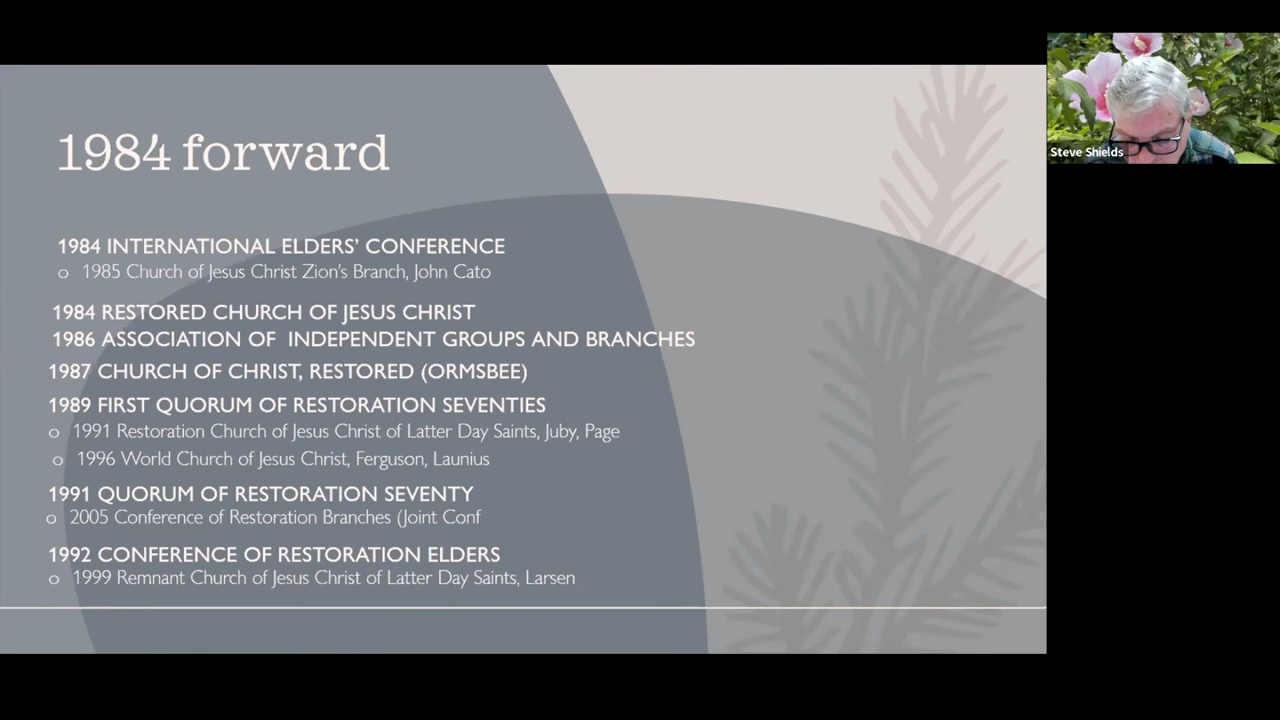 1984 forward
1984 INTERNATIONAL ELDERS’ CONFERENCE
o 1985 Church of Jesus Christ Zion’s Branch, John Cato
1984 RESTORED CHURCH OF JESUS CHRIST
1986 ASSOCIATION OF INDEPENDENT GROUPS AND BRANCHES
1987 CHURCH OF CHRIST, RESTORED (ORMSBEE)
1989 FIRST QUORUM OF RESTORATION SEVENTIES
o 1991 Restoration Church of Jesus Christ of Latter Day Saints, Juby, Page
o 1996 World Church of Jesus Christ, Ferguson, Launius
1991 QUORUM OF RESTORATION SEVENTY
o 2005 Conference of Restoration Branches (Joint Conf
1992 CONFERENCE OF RESTORATION ELDERS
o 1999 Remnant Church of Jesus Christ of Latter Day Saints, Larsen
Steve Shields